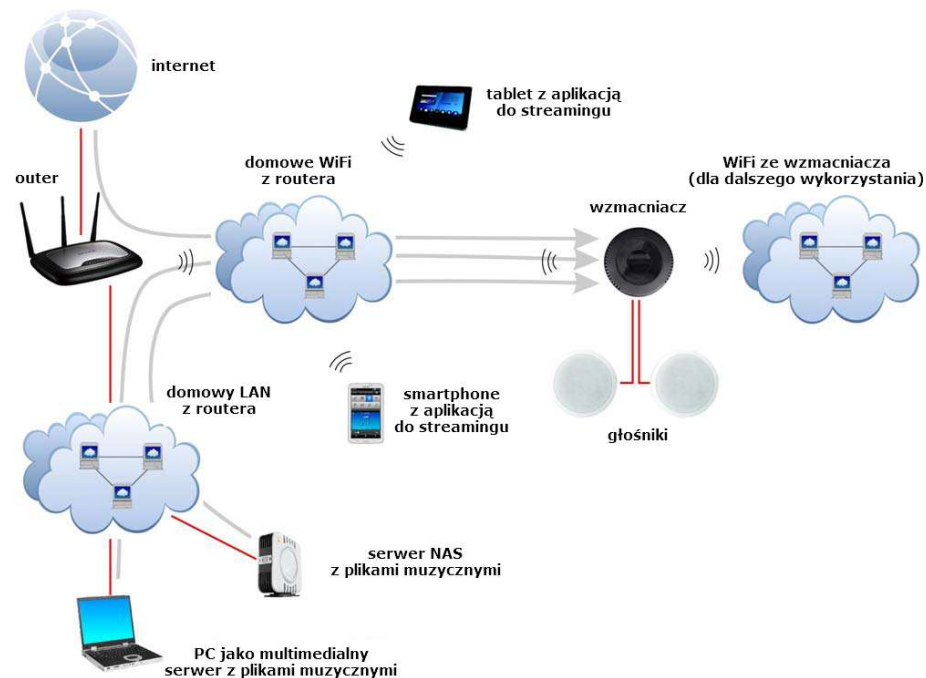 internet
tablet z aplikacją
do streamingu
domowe WiFi
z routera
WiFi ze wzmacniacza
(dla dalszego wykorzystania)
outer
wzmacniacz
domowy LAN
z routera
smartphone
z aplikacją
do streamingu
głośniki
serwer NAS
z plikami muzycznymi
PC jako multimedialny
serwer z plikami muzycznymi